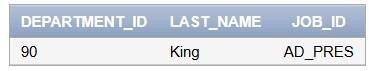 DEPARTMENT_ID LAST_NAME JOB_ID
90 King AD_PRES